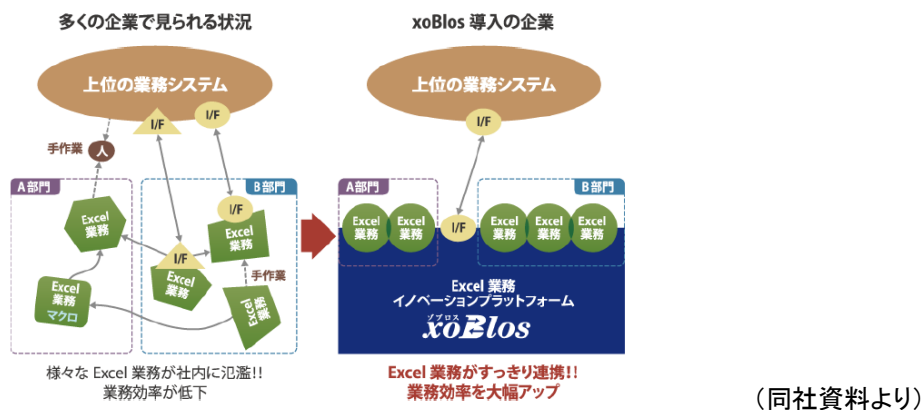 多くの企業で見られる状況
上位の業務システム
I/F
I/F
手作業
人
A部門
B部門
Excel
業務
I/F
Excel
業務
I/F
Excel
業務
手作業
Excel
業務
マクロ
Excel
業務
様々な Excel 業務が社内に氾濫!!
業務効率が低下
xoBlos 導入の企業
上位の業務システム
I/F
A部門
B部門
Excel
業務
Excel
業務
I/F
Excel
業務
Excel
業務
Excel
業務
Excel 業務
イノベーションプラットフォーム
ゾブロス
xoBlos
Excel 業務がすっきり連携!!
業務効率を大幅アップ
（同社資料より）